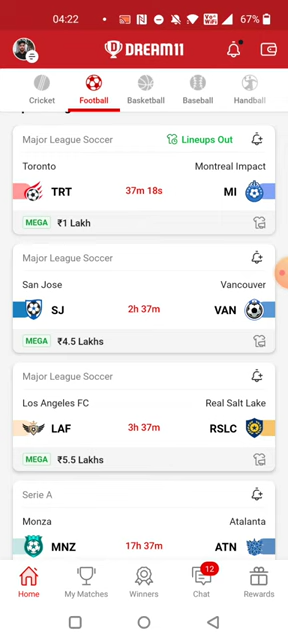 04:22
67%
DREAM11
Cricket
Football
Basketball
Baseball
Handball
Major League Soccer
Lineups Out
Toronto
Montreal Impact
TRT
37m 18s
MI
MEGA ₹1 Lakh
Major League Soccer
San Jose
Vancouver
SJ
2h 37m
VAN
MEGA ₹4.5 Lakhs
Major League Soccer
Los Angeles FC
Real Salt Lake
LAF
3h 37m
RSLC
MEGA ₹5.5 Lakhs
Serie A
Monza
Atalanta
MNZ
17h 37m
ATN
12
Home
My Matches
Winners
Chat
Rewards